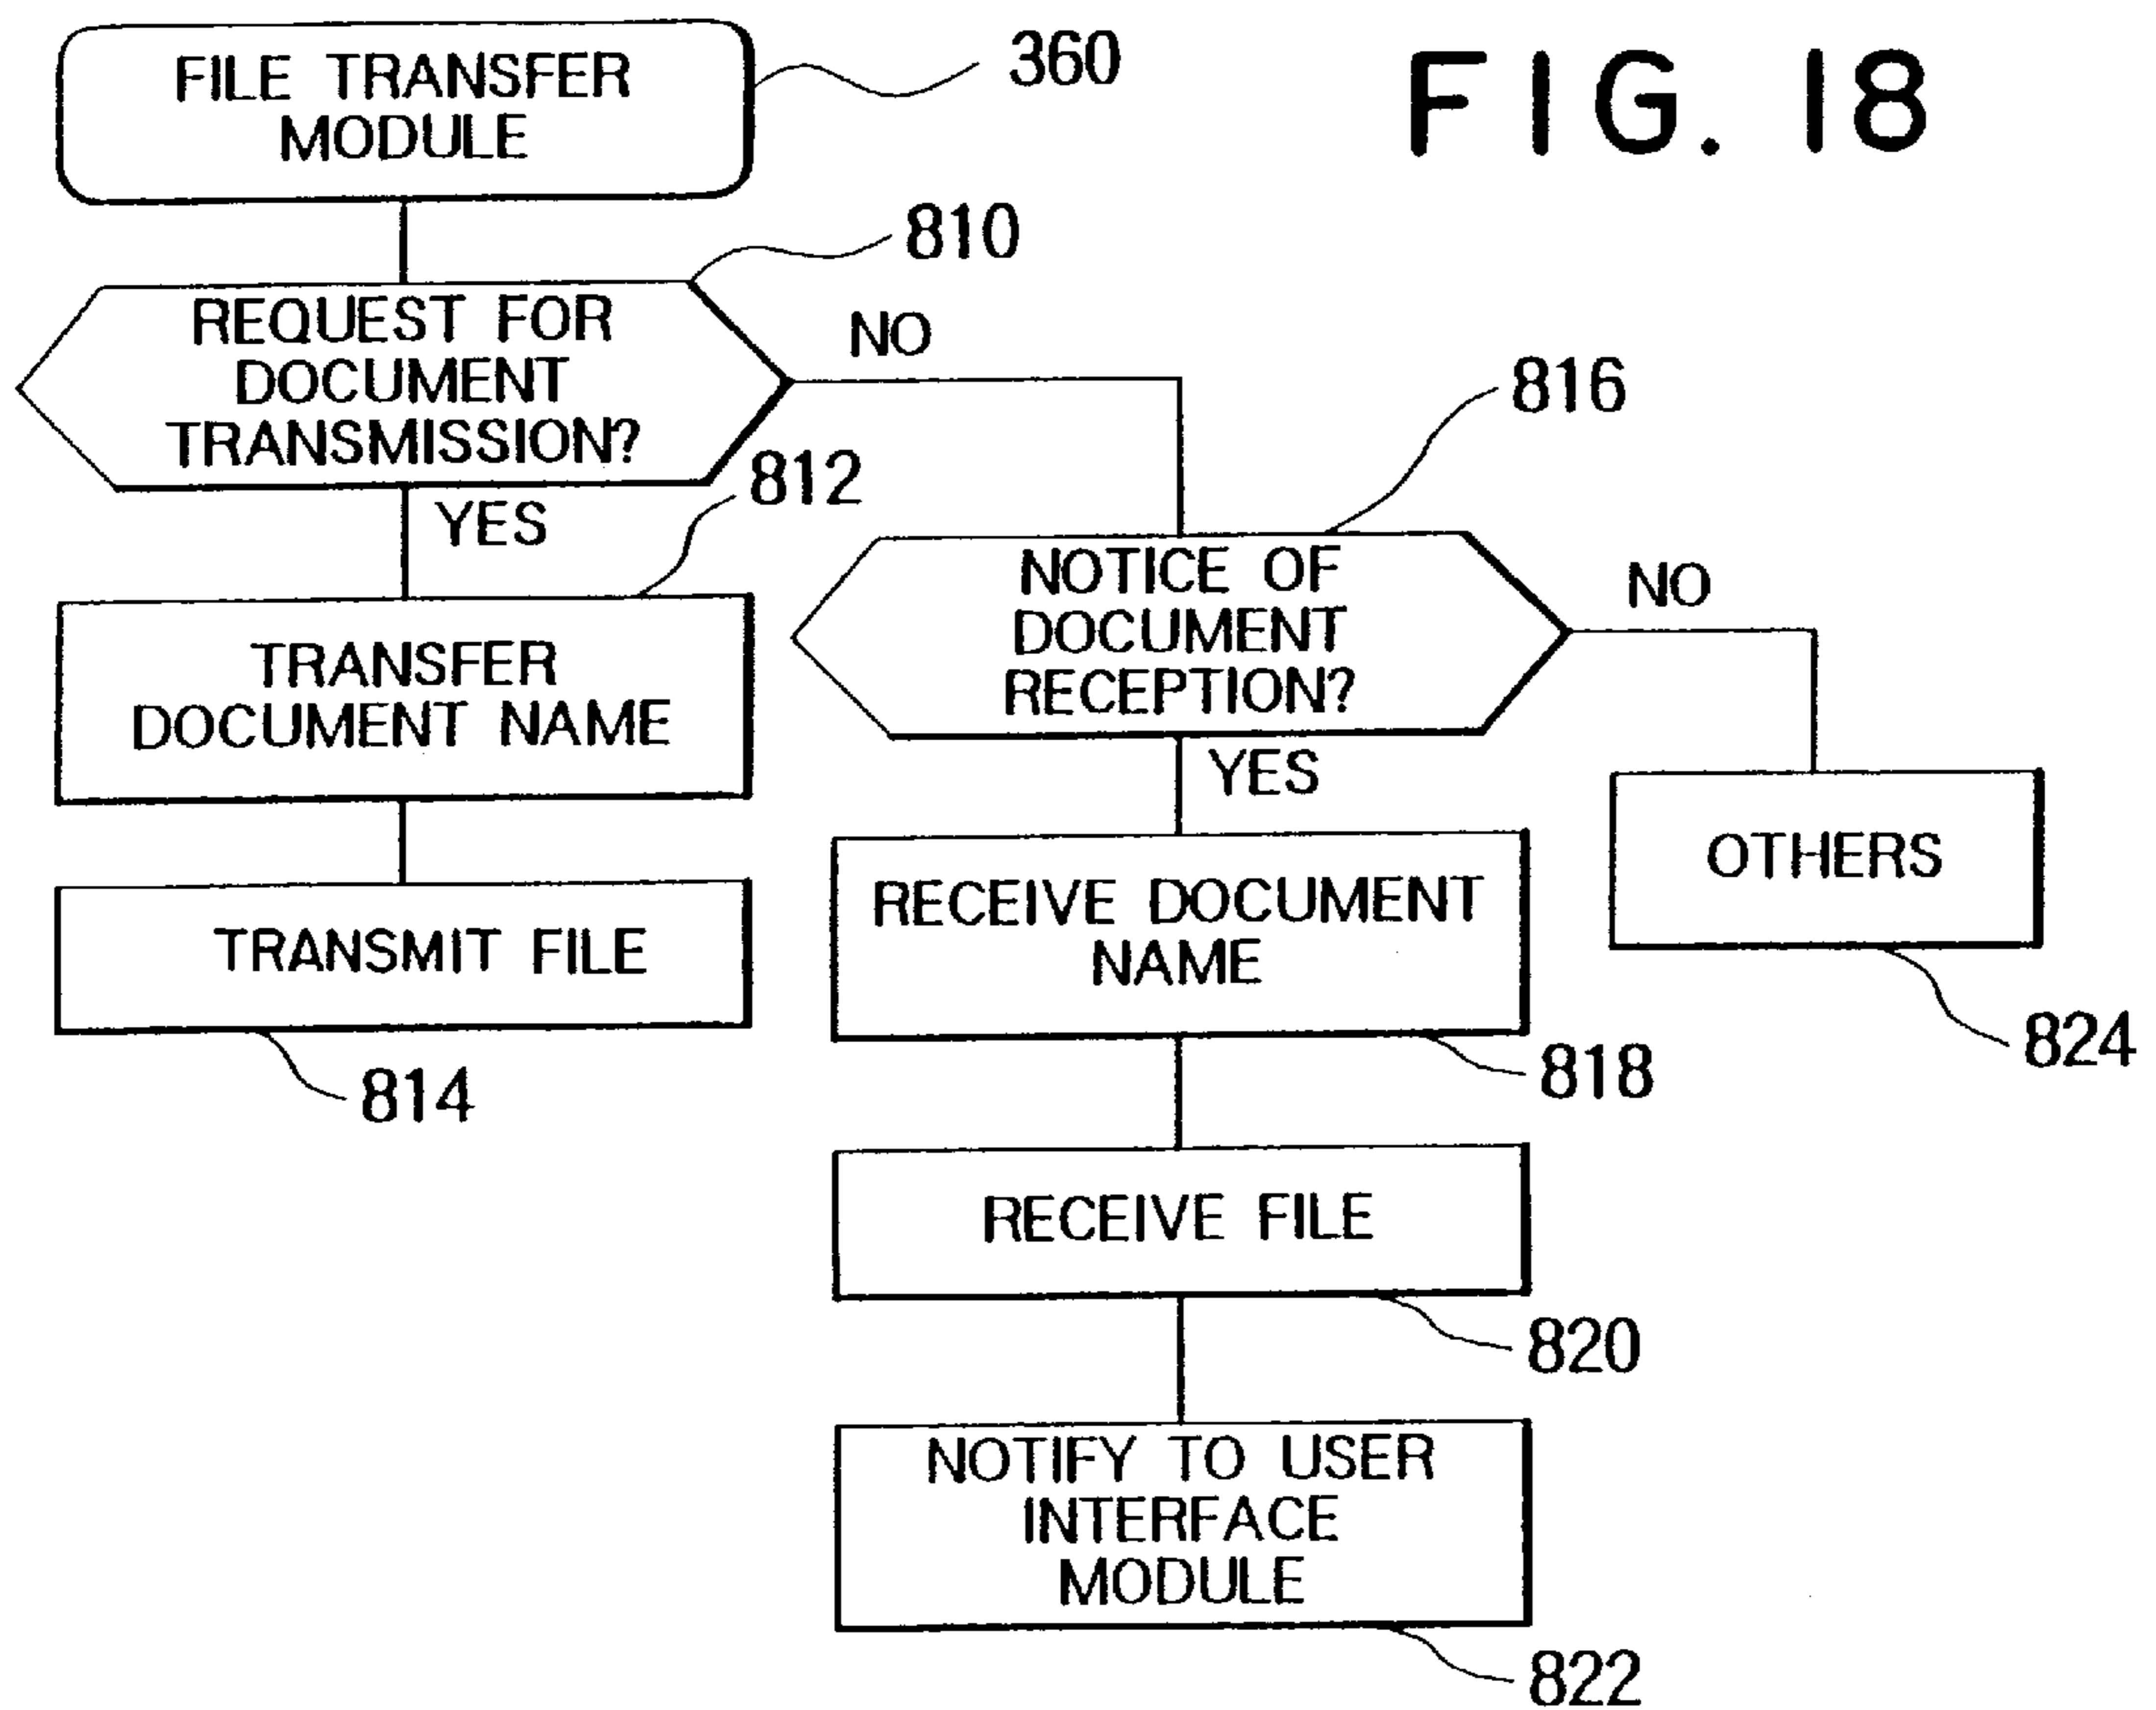 FIG. 18
FILE TRANSFER
MODULE
360
810
REQUEST FOR
DOCUMENT
TRANSMISSION?
NO
YES
812
TRANSFER
DOCUMENT NAME
TRANSMIT FILE
814
816
NOTICE OF
DOCUMENT
RECEPTION?
NO
YES
OTHERS
824
RECEIVE DOCUMENT
NAME
818
RECEIVE FILE
820
NOTIFY TO USER
INTERFACE
MODULE
822